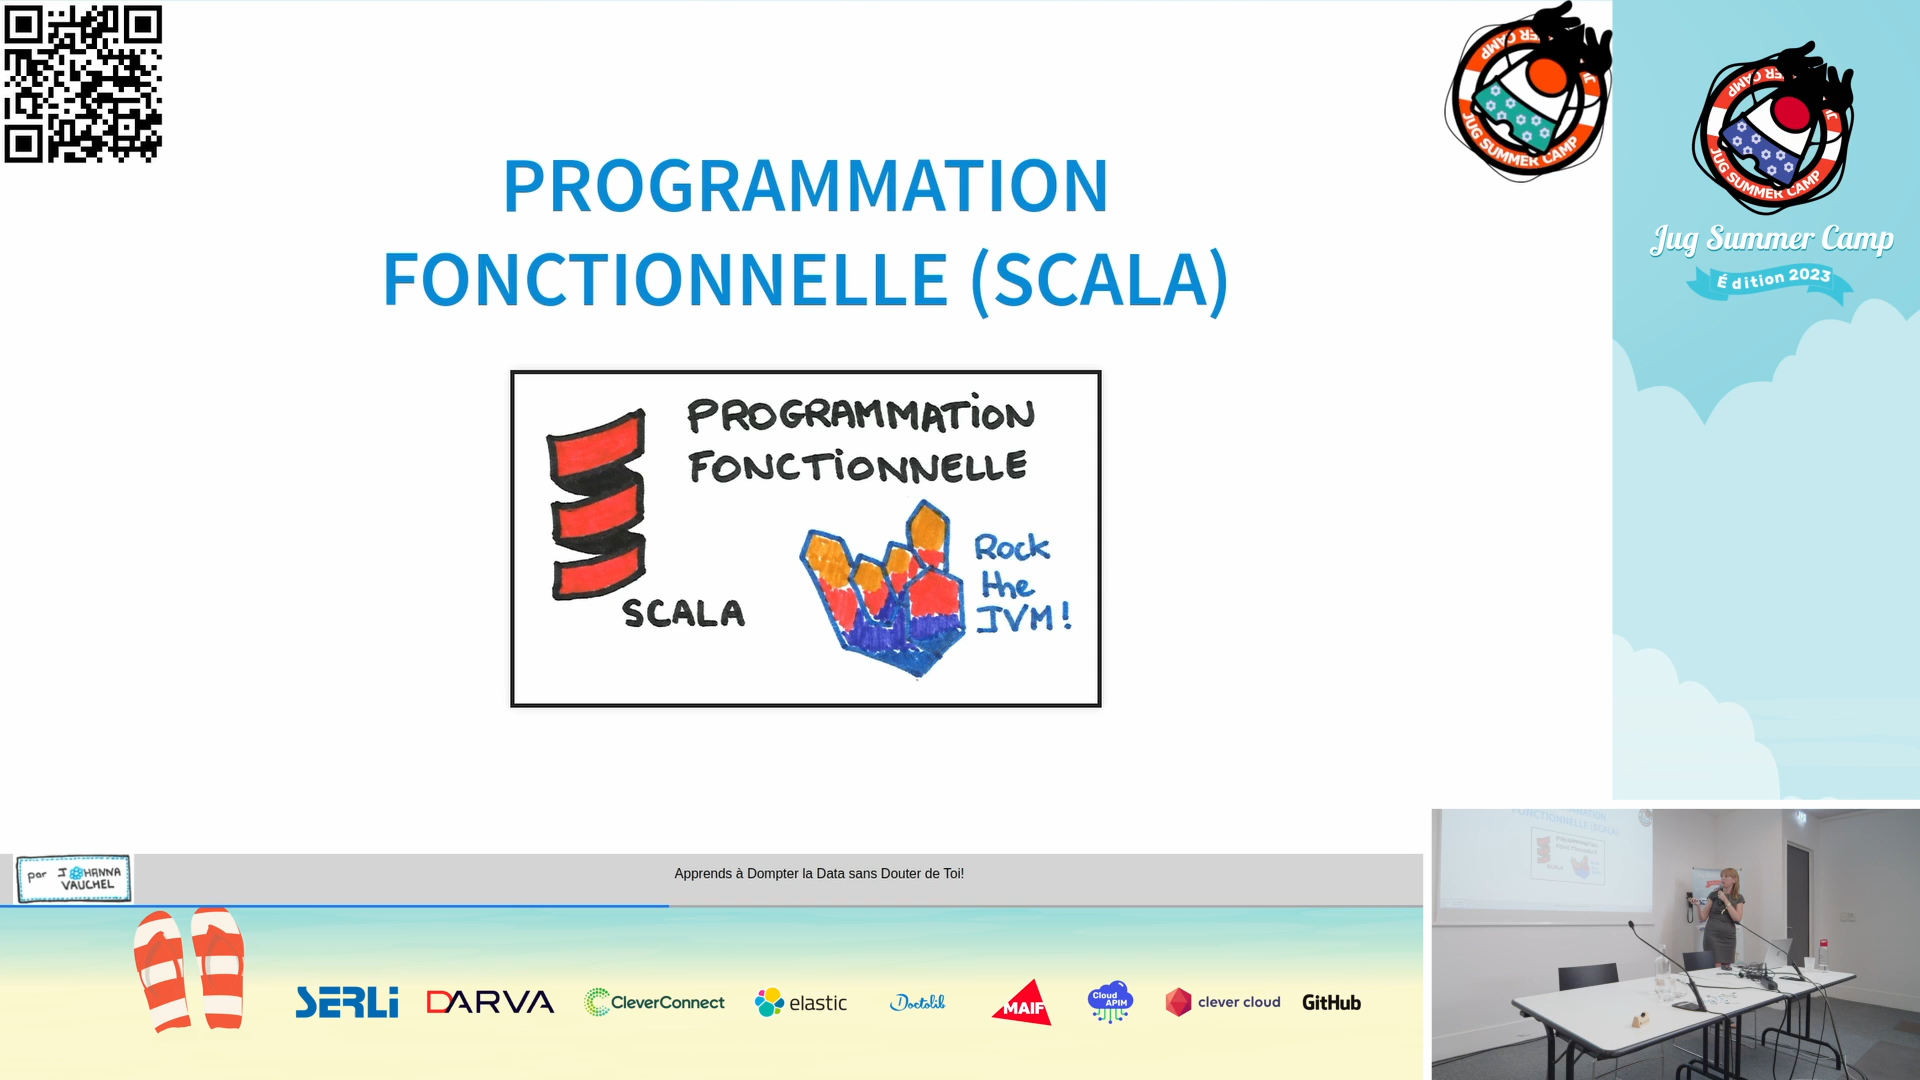 PROGRAMMATION
FONCTIONNELLE (SCALA)
PROGRAMMATiON
FONCTiONNELLE
Rock
the
JVM!
SCALA
JUG SUMMER CAMP
JUG SUMMER CAMP
Jug Summer Camp
Édition 2023
par JOHANNA
VAUCHEL
Apprends à Dompter la Data sans Douter de Toi!
SERLi
DARVA
CleverConnect
elastic
Doctolib
MAIF
Cloud
APIM
clever cloud
GitHub